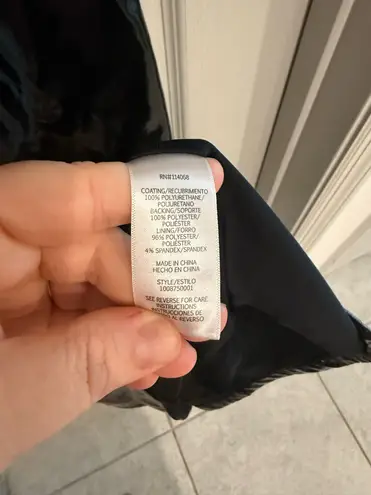 RN#114068
COATING/RECUBRIMIENTO
100% POLYURETHANE/
POLIURETANO
BACKING/SOPORTE
100% POLYESTER/
POLIÉSTER
LINING/FORRO
96% POLYESTER/
POLIÉSTER
4% SPANDEX/SPANDEX
MADE IN CHINA
HECHO EN CHINA
STYLE/ESTILO
1008750001
SEE REVERSE FOR CARE
INSTRUCTIONS
INSTRUCCIONES DE
AL REVERSO